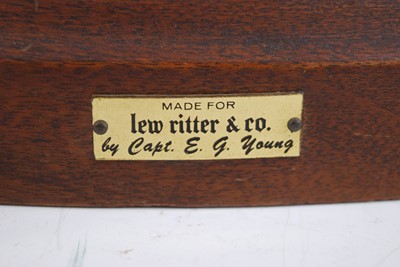 MADE FOR
lew ritter & co.
by Capt. E. G. Young